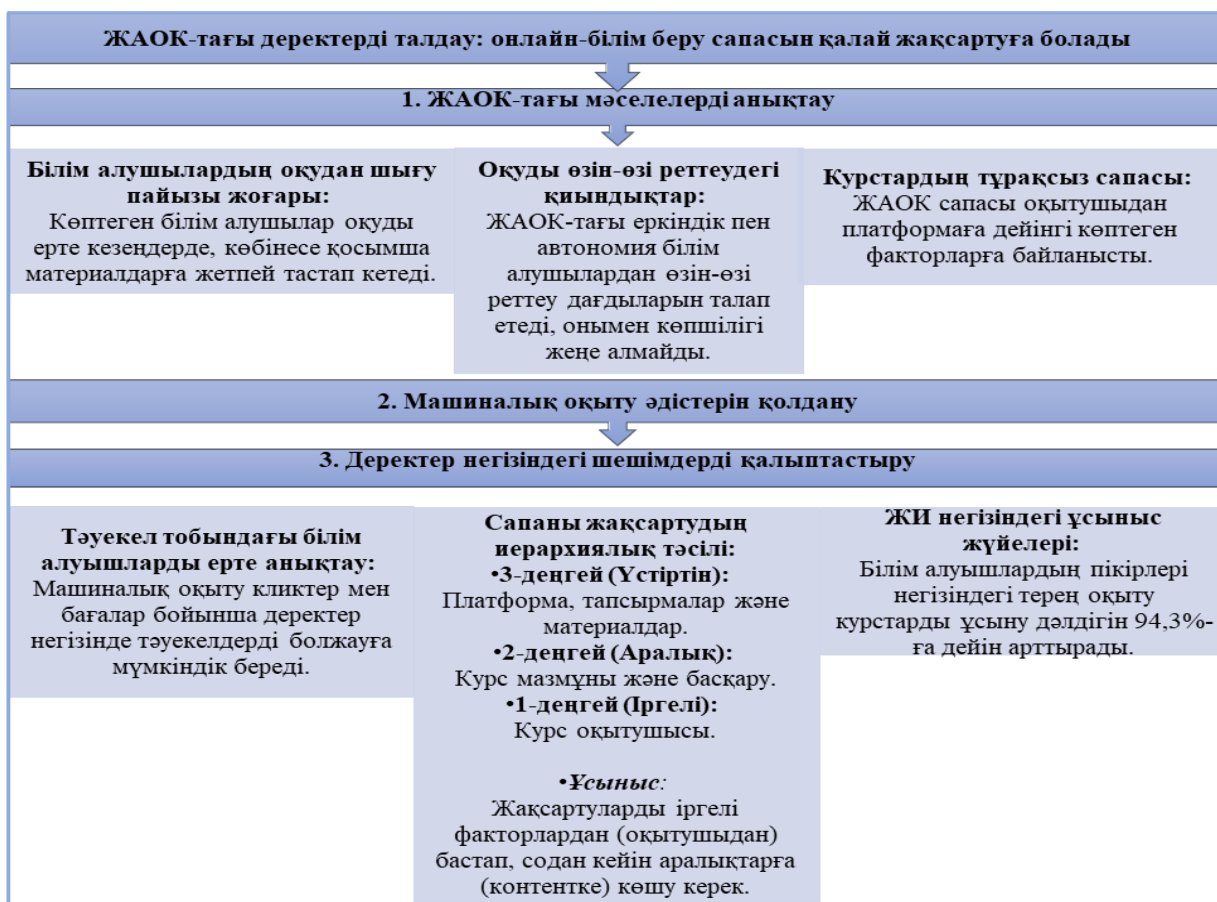 ЖАОК-тағы деректерді талдау: онлайн-білім беру сапасын қалай жақсартуға болады
1. ЖАОК-тағы мәселелерді анықтау
Білім алушылардың оқудан шығу
пайызы жоғары:
Көптеген білім алушылар оқуды
ерте кезеңдерде, көбінесе қосымша
материалдарға жетпей тастап кетеді.
Оқуды өзін-өзі реттеудегі
қиындықтар:
ЖАОК-тағы еркіндік пен
автономия білім
алушылардан өзін-өзі
реттеу дағдыларын талап
етеді, онымен көпшілігі
жеңе алмайды.
Курстардың тұрақсыз сапасы:
ЖАОК сапасы оқытушыдан
платформаға дейінгі көптеген
факторларға байланысты.
2. Машиналық оқыту әдістерін қолдану
3. Деректер негізіндегі шешімдерді қалыптастыру
Тәуекел тобындағы білім
алуышларды ерте анықтау:
Машиналық оқыту кликтер мен
бағалар бойынша деректер
негізінде тәуекелдерді болжауға
мүмкіндік береді.
Сапаны жақсартудың
иерархиялық тәсілі:
•3-деңгей (Үстіртін):
Платформа, тапсырмалар және
материалдар.
•2-деңгей (Аралық):
Курс мазмұны және басқару.
•1-деңгей (Іргелі):
Курс оқытушысы.
•Ұсыныс:
Жақсартуларды іргелі
факторлардан (оқытушыдан)
бастап, содан кейін аралықтарға
(контентке) көшу керек.
ЖИ негізіндегі ұсыныс
жүйелері:
Білім алуышлардың пікірлері
негізіндегі терең оқыту
курстарды ұсыну дәлдігін 94,3%-
ға дейін арттырады.